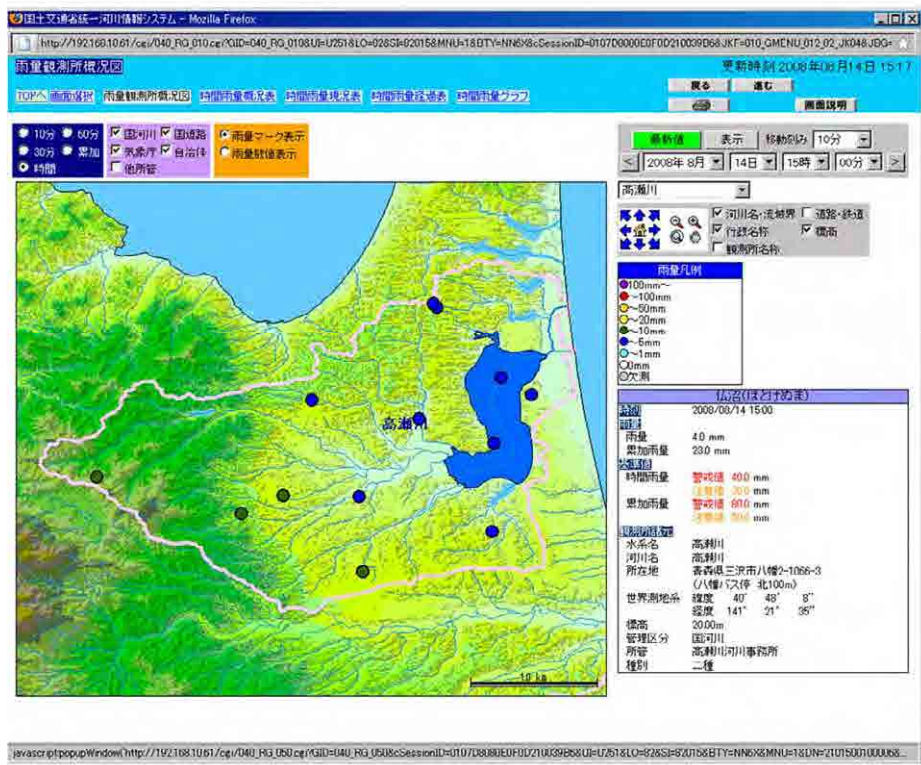 国土交通省統一河川情報システム - Mozilla Firefox
雨量観測所概況図
更新時刻 2008年08月14日 15:17
TOPへ 画面選択 雨量観測所概況図 時間雨量概況表 時間雨量現況表 時間雨量経過表 時間雨量グラフ
戻る 進む
画面説明
10分 60分
30分 累加
時間
国河川 国道路
気象庁 自治体
他所管
雨量マーク表示
雨量数値表示
最新値 表示 移動刻み 10分
< 2008年 8月 14日 15時 00分 >
高瀬川
河川名・流域界 道路・鉄道
行政名称 標高
観測所名称
雨量凡例
100mm~
~100mm
~50mm
~20mm
~10mm
~5mm
~1mm
0mm
欠測
高瀬川
10 km
仏沼(ほとけぬま)
時刻 2008/08/14 15:00
雨量
雨量 4.0 mm
累加雨量 23.0 mm
基準値
時間雨量 警戒値 40.0 mm
注意値 20.0 mm
累加雨量 警戒値 80.0 mm
注意値 mm
観測所諸元
水系名 高瀬川
河川名 高瀬川
所在地 青森県三沢市八幡2-1066-3
(八幡バス停 北100m)
世界測地系 緯度 40° 48' 8"
経度 141° 21' 35"
標高 20.00m
管理区分 国河川
所管 高瀬川河川事務所
種別 二種